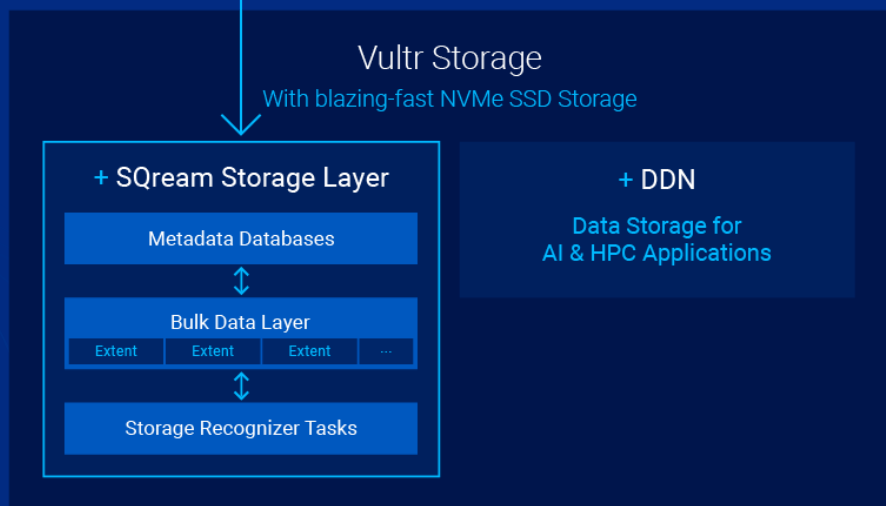 Vultr Storage
With blazing-fast NVMe SSD Storage
+ SQream Storage Layer
Metadata Databases
Bulk Data Layer
Extent Extent Extent ...
Storage Recognizer Tasks
+ DDN
Data Storage for
AI & HPC Applications